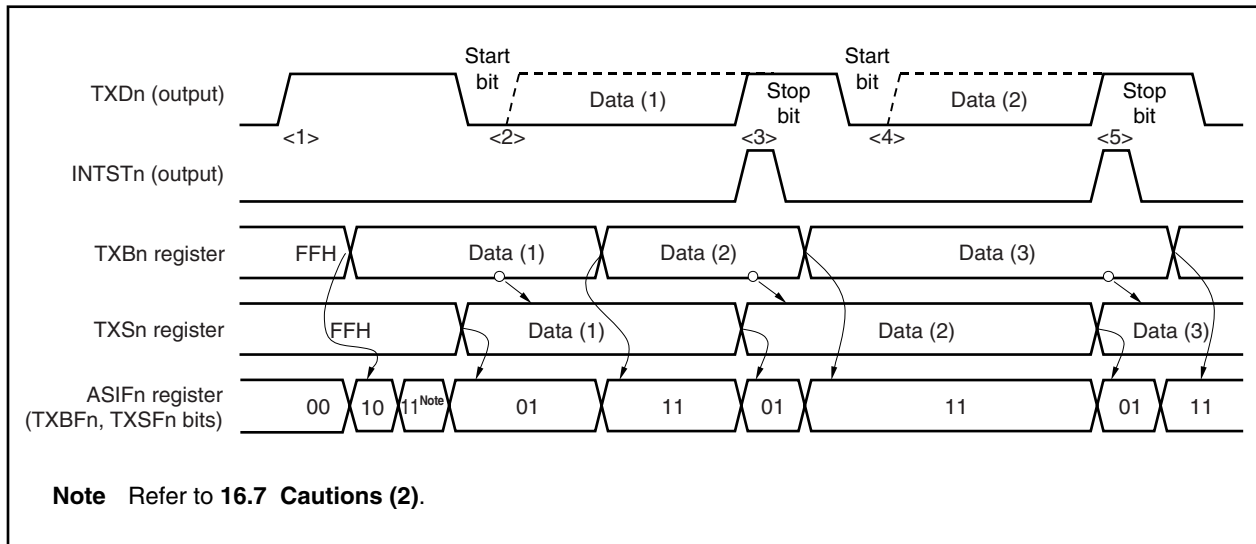 Start bit
Start bit
TXDn (output)
Data (1)
Stop bit
Data (2)
Stop bit
<1>
<2>
<3>
<4>
<5>
INTSTn (output)
TXBn register
FFH
Data (1)
Data (2)
Data (3)
TXSn register
FFH
Data (1)
Data (2)
Data (3)
ASIFn register
(TXBFn, TXSFn bits)
00
10
11Note
01
11
01
11
01
11
Note Refer to 16.7 Cautions (2).